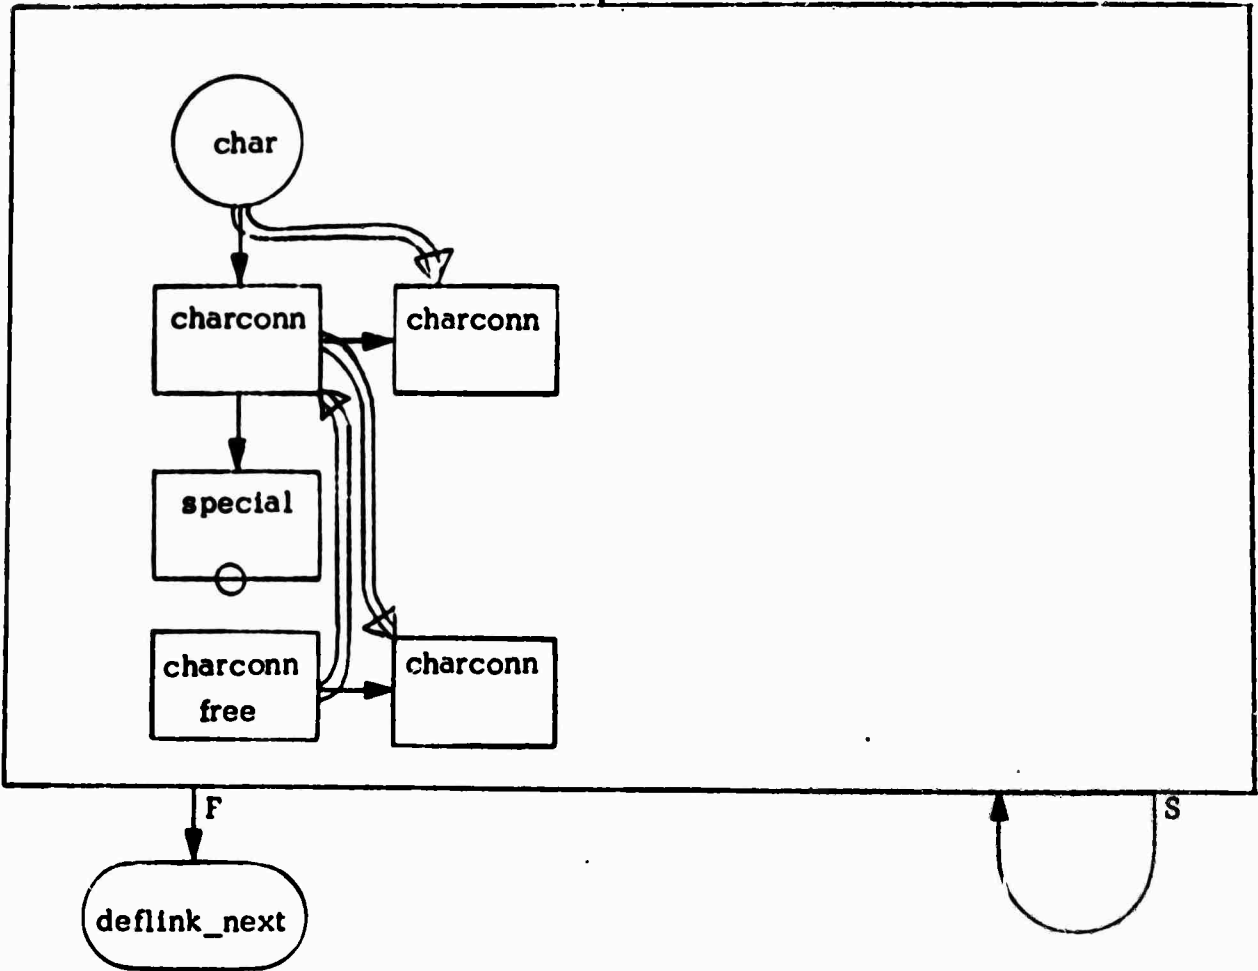 char
charconn
charconn
special
charconn
free
charconn
F
S
deflink_next